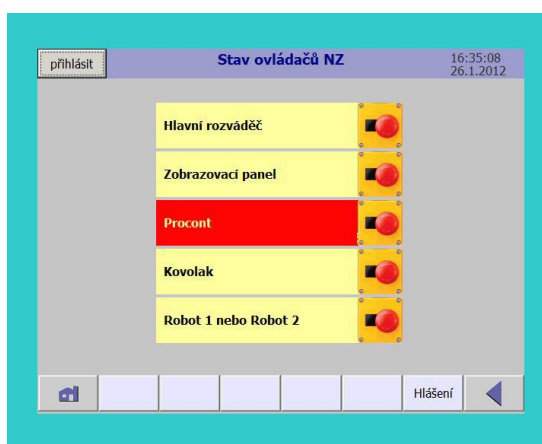 přihlásit
Stav ovládačů NZ
16:35:08
26.1.2012
Hlavní rozváděč
Zobrazovací panel
Procont
Kovolak
Robot 1 nebo Robot 2
Hlášení